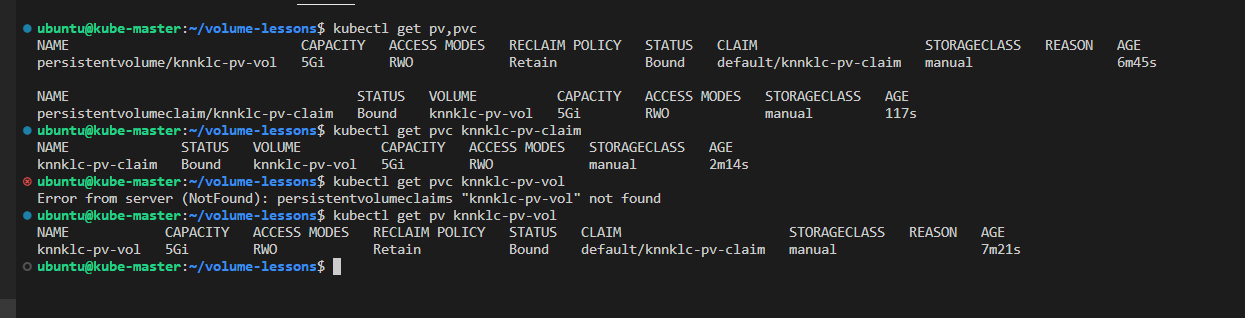 ubuntu@kube-master:~/volume-lessons$ kubectl get pv,pvc
NAME                             CAPACITY   ACCESS MODES   RECLAIM POLICY   STATUS   CLAIM                     STORAGECLASS   REASON   AGE
persistentvolume/knnklc-pv-vol   5Gi        RWO            Retain           Bound    default/knnklc-pv-claim   manual                  6m45s
NAME                                    STATUS   VOLUME          CAPACITY   ACCESS MODES   STORAGECLASS   AGE
persistentvolumeclaim/knnklc-pv-claim   Bound    knnklc-pv-vol   5Gi        RWO            manual         117s
ubuntu@kube-master:~/volume-lessons$ kubectl get pvc knnklc-pv-claim
NAME              STATUS   VOLUME          CAPACITY   ACCESS MODES   STORAGECLASS   AGE
knnklc-pv-claim   Bound    knnklc-pv-vol   5Gi        RWO            manual         2m14s
ubuntu@kube-master:~/volume-lessons$ kubectl get pvc knnklc-pv-vol
Error from server (NotFound): persistentvolumeclaims "knnklc-pv-vol" not found
ubuntu@kube-master:~/volume-lessons$ kubectl get pv knnklc-pv-vol
NAME            CAPACITY   ACCESS MODES   RECLAIM POLICY   STATUS   CLAIM                     STORAGECLASS   REASON   AGE
knnklc-pv-vol   5Gi        RWO            Retain           Bound    default/knnklc-pv-claim   manual                  7m21s
ubuntu@kube-master:~/volume-lessons$